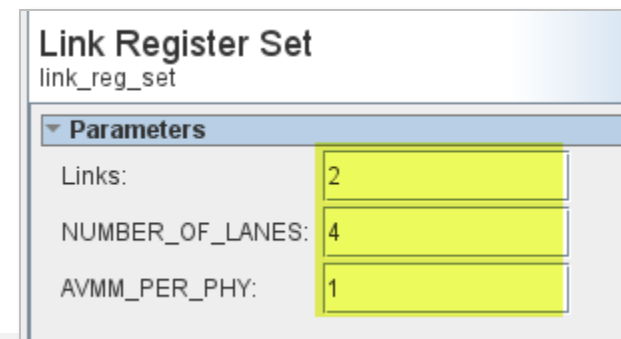 Link Register Set
link_reg_set
Parameters
Links: 2
NUMBER_OF_LANES: 4
AVMM_PER_PHY: 1